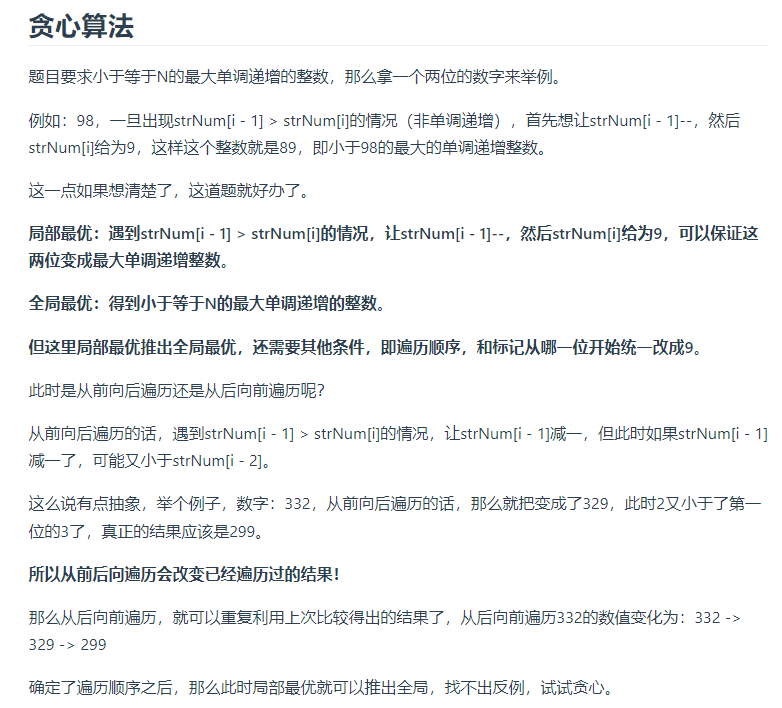 贪心算法
题目要求小于等于N的最大单调递增的整数，那么拿一个两位的数字来举例。
例如：98，一旦出现strNum[i - 1] > strNum[i]的情况（非单调递增），首先想让strNum[i - 1]--，然后
strNum[i]给为9，这样这个整数就是89，即小于98的最大的单调递增整数。
这一点如果想清楚了，这道题就好办了。
局部最优：遇到strNum[i - 1] > strNum[i]的情况，让strNum[i - 1]--，然后strNum[i]给为9，可以保证这
两位变成最大单调递增整数。
全局最优：得到小于等于N的最大单调递增的整数。
但这里局部最优推出全局最优，还需要其他条件，即遍历顺序，和标记从哪一位开始统一改成9。
此时是从前向后遍历还是从后向前遍历呢？
从前向后遍历的话，遇到strNum[i - 1] > strNum[i]的情况，让strNum[i - 1]减一，但此时如果strNum[i - 1]
减一了，可能又小于strNum[i - 2]。
这么说有点抽象，举个例子，数字：332，从前向后遍历的话，那么就把变成了329，此时2又小于了第一
位的3了，真正的结果应该是299。
所以从前后向遍历会改变已经遍历过的结果！
那么从后向前遍历，就可以重复利用上次比较得出的结果了，从后向前遍历332的数值变化为：332 ->
329 -> 299
确定了遍历顺序之后，那么此时局部最优就可以推出全局，找不出反例，试试贪心。